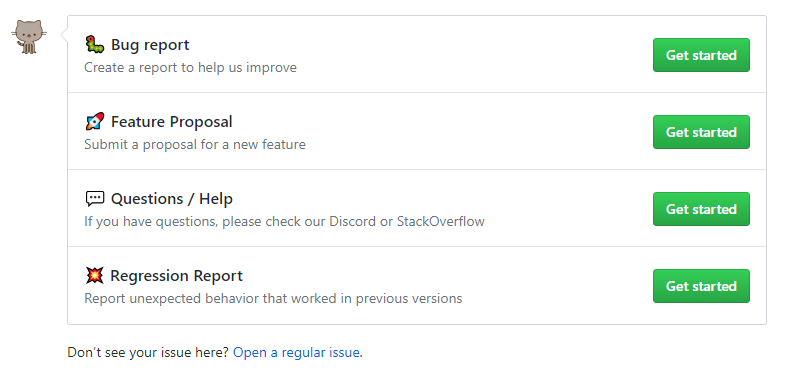 Bug report
Create a report to help us improve
Get started
Feature Proposal
Submit a proposal for a new feature
Get started
Questions / Help
If you have questions, please check our Discord or StackOverflow
Get started
Regression Report
Report unexpected behavior that worked in previous versions
Get started
Don't see your issue here? Open a regular issue.